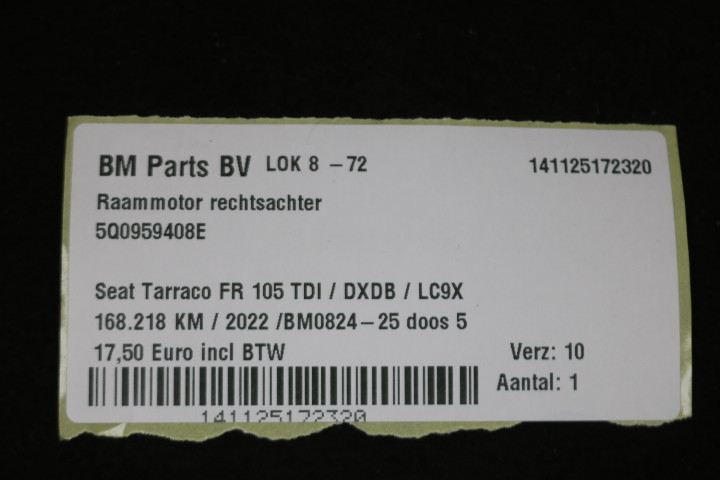 BM Parts BV LOK 8 -72 141125172320
Raammotor rechtsachter
5Q0959408E
Seat Tarraco FR 105 TDI / DXDB / LC9X
168.218 KM / 2022 /BM0824-25 doos 5
17,50 Euro incl BTW Verz: 10
Aantal: 1
141125172320